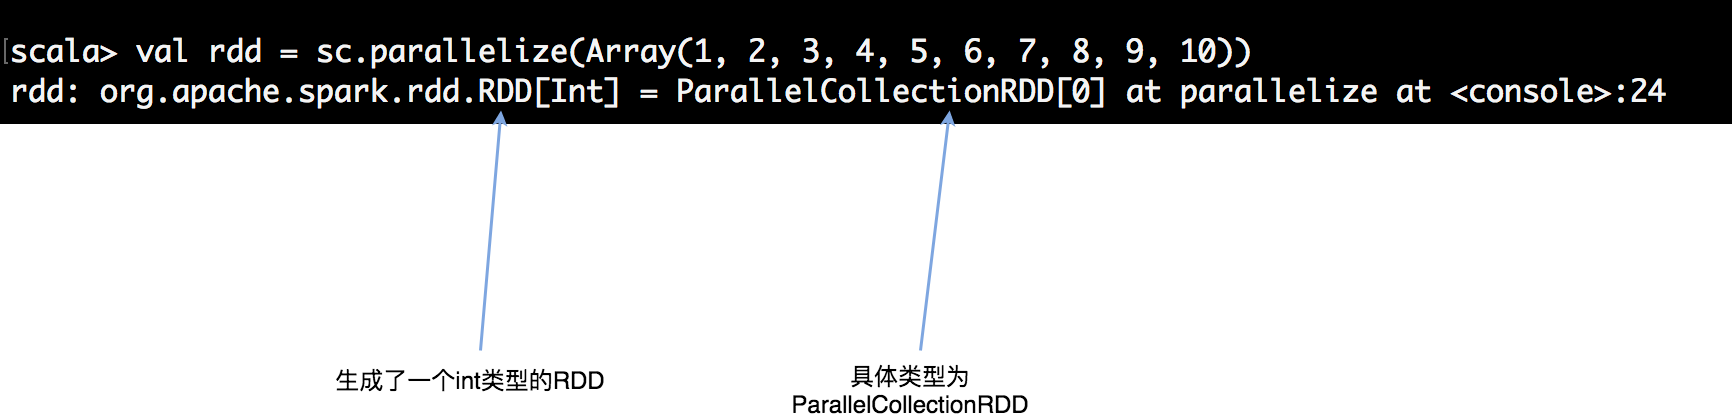 scala> val rdd = sc.parallelize(Array(1, 2, 3, 4, 5, 6, 7, 8, 9, 10))
rdd: org.apache.spark.rdd.RDD[Int] = ParallelCollectionRDD[0] at parallelize at <console>:24
生成了一个int类型的RDD
具体类型为
ParallelCollectionRDD